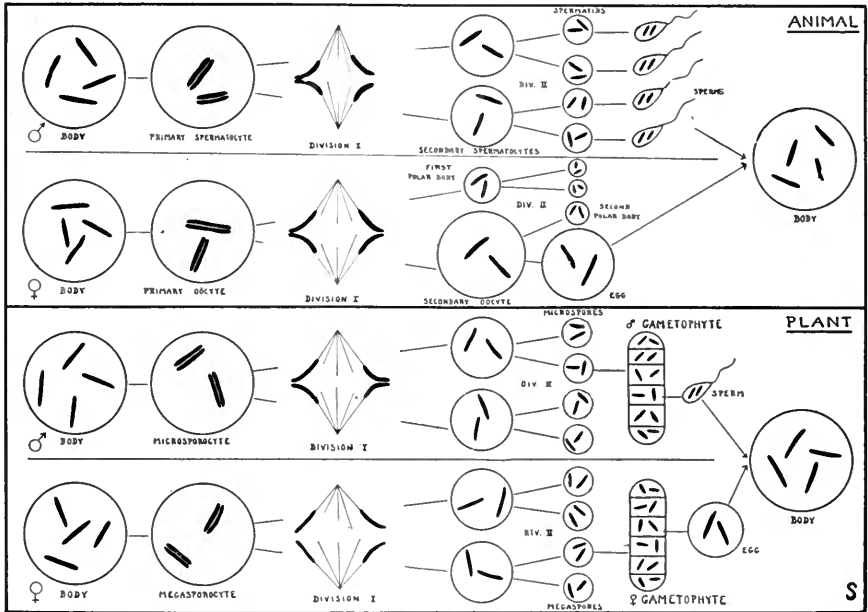 ANIMAL
SPERMATIDS
DIV. II
SPERMS
♂ BODY
PRIMARY SPERMATOCYTE
DIVISION I
SECONDARY SPERMATOCYTES
FIRST
POLAR BODY
DIV. II
SECOND
POLAR BODY
BODY
♀ BODY
PRIMARY OÖCYTE
DIVISION I
SECONDARY OOCYTE
EGG
PLANT
MICROSPORES
♂ GAMETOPHYTE
DIV. II
SPERM
♂ BODY
MICROSPOROCYTE
DIVISION I
DIV. II
EGG
BODY
♀ BODY
MEGASPOROCYTE
DIVISION I
MEGASPORES
♀ GAMETOPHYTE
S